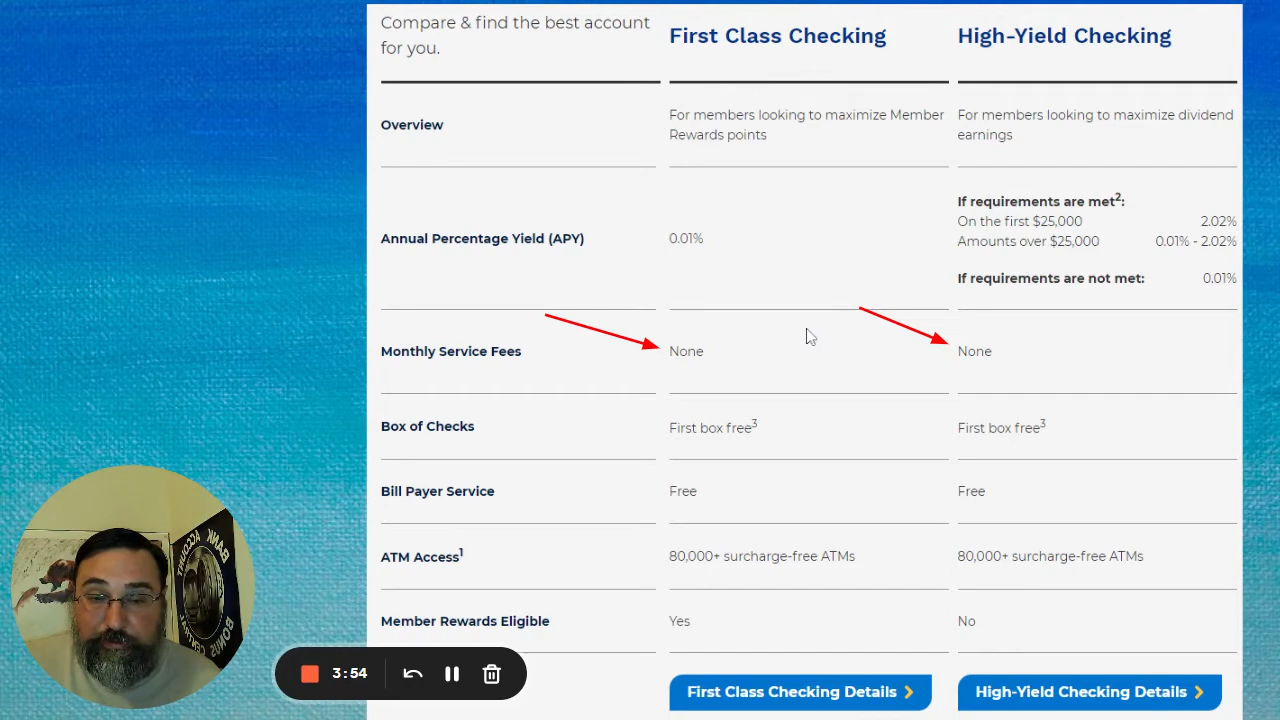 Compare & find the best account
for you.
First Class Checking
High-Yield Checking
Overview
For members looking to maximize Member
Rewards points
For members looking to maximize dividend
earnings
Annual Percentage Yield (APY)
0.01%
If requirements are met2:
On the first $25,000 2.02%
Amounts over $25,000 0.01% - 2.02%
If requirements are not met: 0.01%
Monthly Service Fees
None
None
Box of Checks
First box free3
First box free3
Bill Payer Service
Free
Free
ATM Access1
80,000+ surcharge-free ATMs
80,000+ surcharge-free ATMs
Member Rewards Eligible
Yes
No
First Class Checking Details
High-Yield Checking Details
3:54
BANK ACCOUNT
BONUS CENTRAL